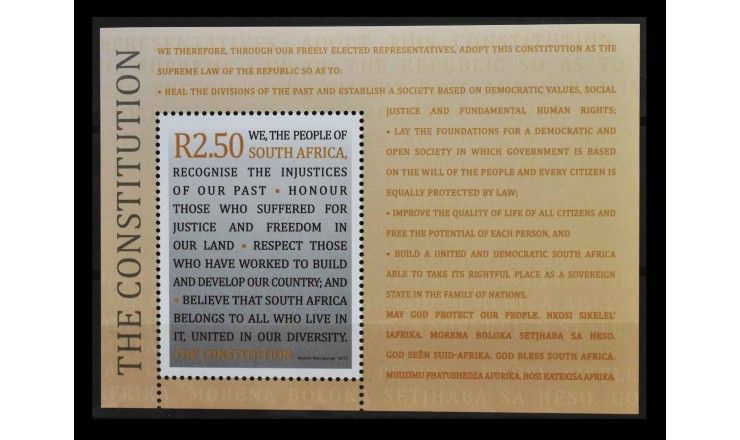 THE CONSTITUTION
WE THEREFORE, THROUGH OUR FREELY ELECTED REPRESENTATIVES, ADOPT THIS CONSTITUTION AS THE
SUPREME LAW OF THE REPUBLIC SO AS TO:
• HEAL THE DIVISIONS OF THE PAST AND ESTABLISH A SOCIETY BASED ON DEMOCRATIC VALUES, SOCIAL
JUSTICE AND FUNDAMENTAL HUMAN RIGHTS;
• LAY THE FOUNDATIONS FOR A DEMOCRATIC AND
OPEN SOCIETY IN WHICH GOVERNMENT IS BASED
ON THE WILL OF THE PEOPLE AND EVERY CITIZEN IS
EQUALLY PROTECTED BY LAW;
• IMPROVE THE QUALITY OF LIFE OF ALL CITIZENS AND
FREE THE POTENTIAL OF EACH PERSON, AND
• BUILD A UNITED AND DEMOCRATIC SOUTH AFRICA
ABLE TO TAKE ITS RIGHTFUL PLACE AS A SOVEREIGN
STATE IN THE FAMILY OF NATIONS.
MAY GOD PROTECT OUR PEOPLE. NKOSI SIKELEL'
IAFRIKA. MORENA BOLOKA SETJHABA SA HESO.
GOD SEËN SUID-AFRIKA. GOD BLESS SOUTH AFRICA.
MUDZIMU FHATUSHEDZA AFURIKA. HOSI KATEKISA AFRIKA.
R2.50 WE, THE PEOPLE OF
SOUTH AFRICA,
RECOGNISE THE INJUSTICES
OF OUR PAST • HONOUR
THOSE WHO SUFFERED FOR
JUSTICE AND FREEDOM IN
OUR LAND • RESPECT THOSE
WHO HAVE WORKED TO BUILD
AND DEVELOP OUR COUNTRY; AND
• BELIEVE THAT SOUTH AFRICA
BELONGS TO ALL WHO LIVE IN
IT, UNITED IN OUR DIVERSITY.
THE CONSTITUTION 2011
MORENA BOLOKA SETJHABA SA HESO. GO